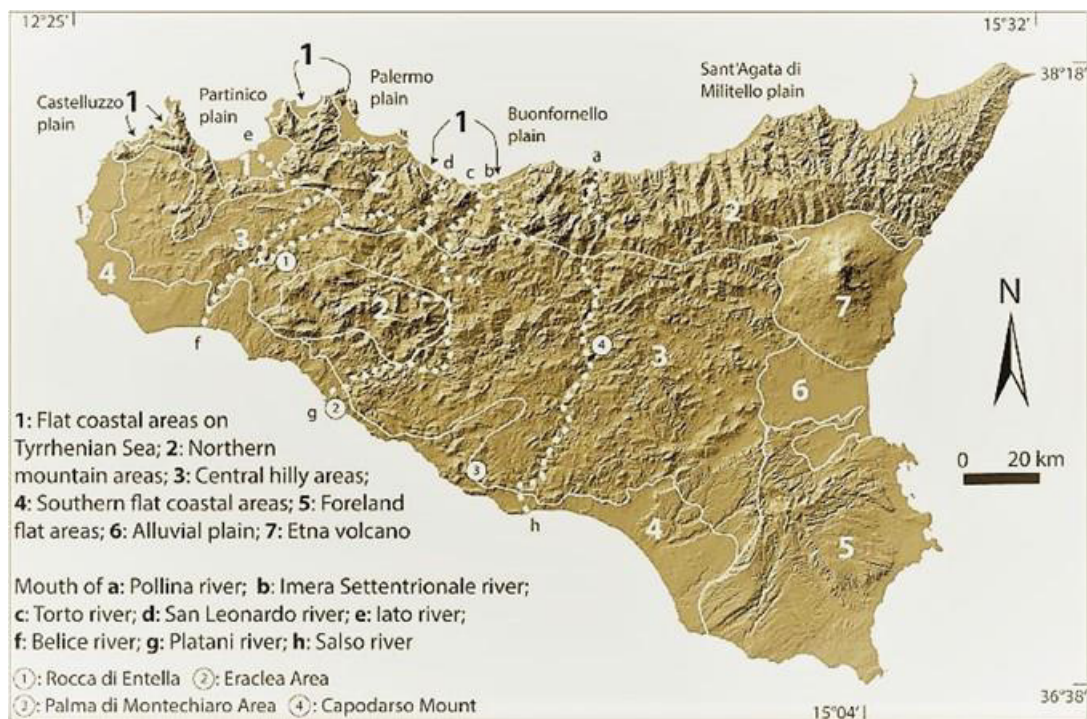 12°25'
15°32'
38°18'
1
Palermo
plain
Sant'Agata di
Militello plain
Castelluzzo
plain
1
Partinico
plain
e
1
Buonfornello
plain
1
d
c
b
a
2
2
3
1
4
2
7
4
3
6
N
f
g
2
3
h
4
5
0 20 km
1: Flat coastal areas on
Tyrrhenian Sea; 2: Northern
mountain areas; 3: Central hilly areas;
4: Southern flat coastal areas; 5: Foreland
flat areas; 6: Alluvial plain; 7: Etna volcano
Mouth of a: Pollina river; b: Imera Settentrionale river;
c: Torto river; d: San Leonardo river; e: Iato river;
f: Belice river; g: Platani river; h: Salso river
①: Rocca di Entella ②: Eraclea Area
③: Palma di Montechiaro Area ④: Capodarso Mount
36°38'
15°04'